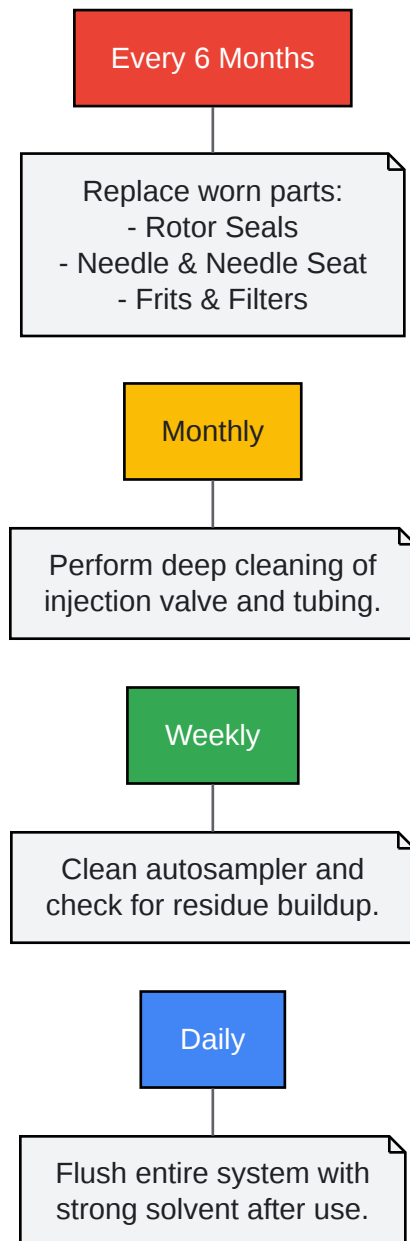 Every 6 Months
Replace worn parts:
- Rotor Seals
- Needle & Needle Seat
- Frits & Filters
Monthly
Perform deep cleaning of
injection valve and tubing.
Weekly
Clean autosampler and
check for residue buildup.
Daily
Flush entire system with
strong solvent after use.